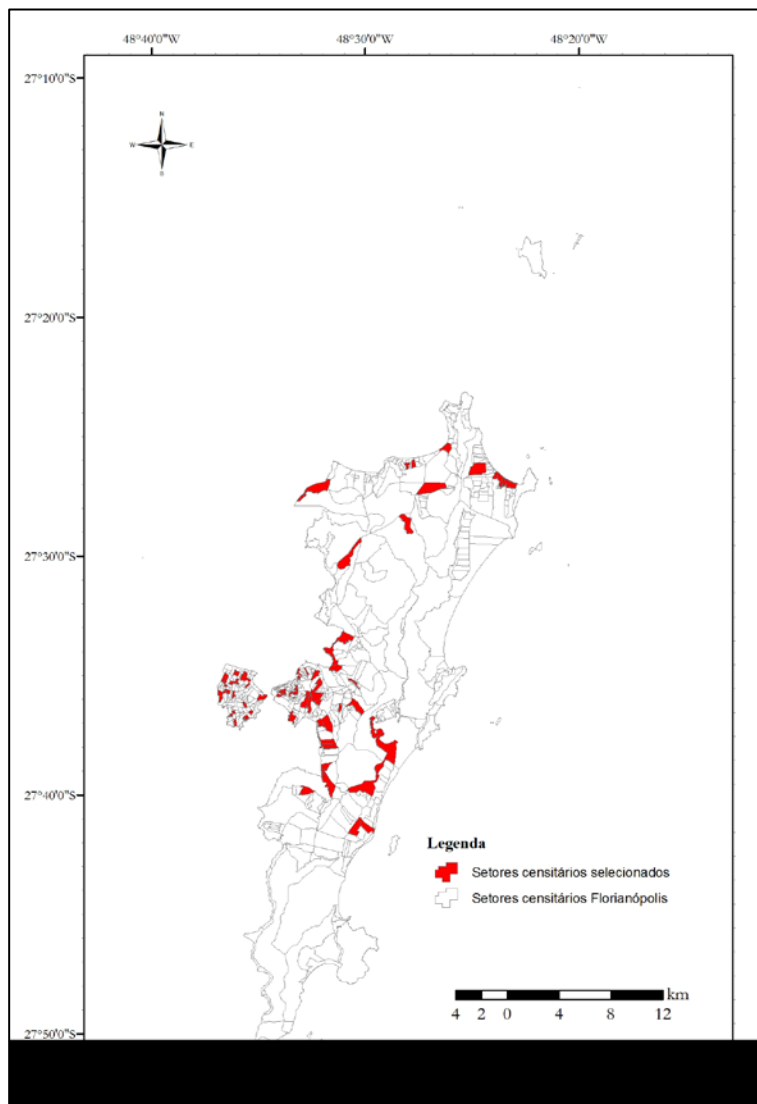 48°40'0"W 48°30'0"W 48°20'0"W
27°10'0"S
N
W E
S
27°20'0"S
27°30'0"S
27°40'0"S
Legenda
Setores censitários selecionados
Setores censitários Florianópolis
km
4 2 0 4 8 12
27°50'0"S